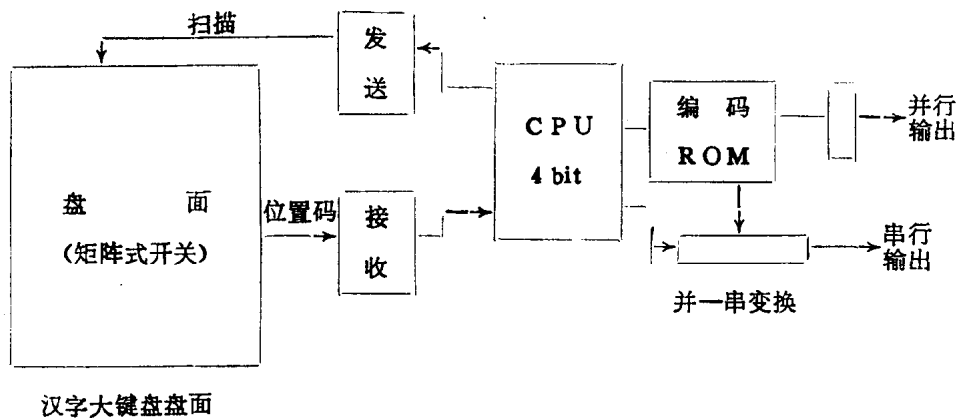 扫描
发
送
CPU
4 bit
编 码
ROM
并行
输出
盘 面
(矩阵式开关)
位置码
接
收
串行
输出
并一串变换
汉字大键盘盘面